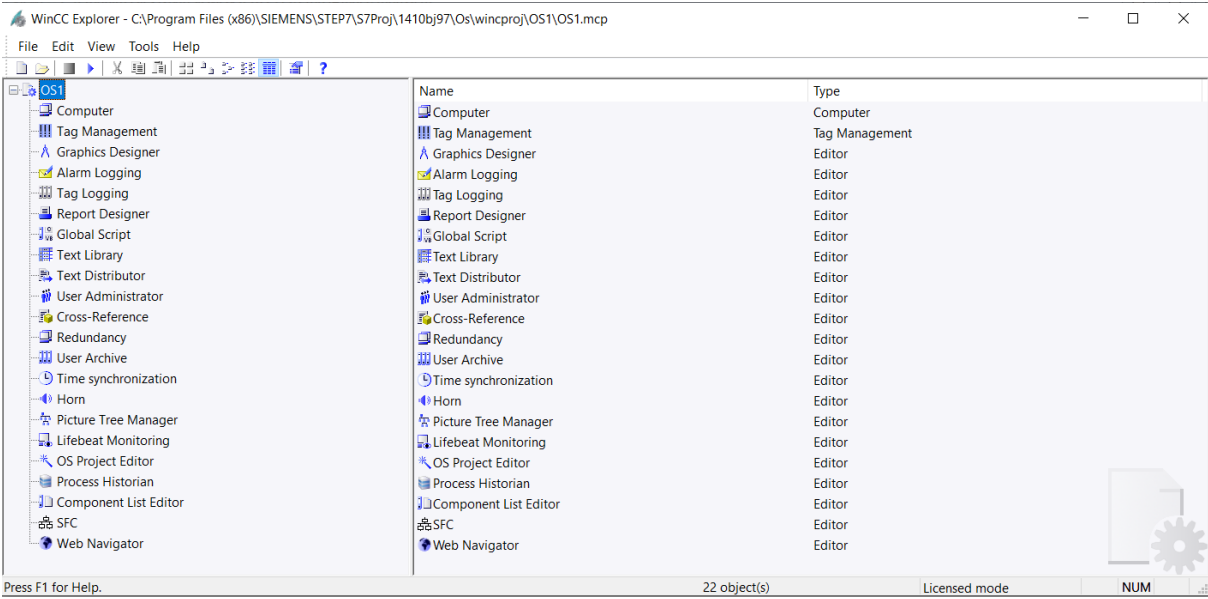 WinCC Explorer - C:\Program Files (x86)\SIEMENS\STEP7\S7Proj\1410bj97\Os\wincproj\OS1\OS1.mcp
File Edit View Tools Help
OS1
Computer
Tag Management
Graphics Designer
Alarm Logging
Tag Logging
Report Designer
Global Script
Text Library
Text Distributor
User Administrator
Cross-Reference
Redundancy
User Archive
Time synchronization
Horn
Picture Tree Manager
Lifebeat Monitoring
OS Project Editor
Process Historian
Component List Editor
SFC
Web Navigator
Name Type
Computer Computer
Tag Management Tag Management
Graphics Designer Editor
Alarm Logging Editor
Tag Logging Editor
Report Designer Editor
Global Script Editor
Text Library Editor
Text Distributor Editor
User Administrator Editor
Cross-Reference Editor
Redundancy Editor
User Archive Editor
Time synchronization Editor
Horn Editor
Picture Tree Manager Editor
Lifebeat Monitoring Editor
OS Project Editor Editor
Process Historian Editor
Component List Editor Editor
SFC Editor
Web Navigator Editor
Press F1 for Help. 22 object(s) Licensed mode NUM